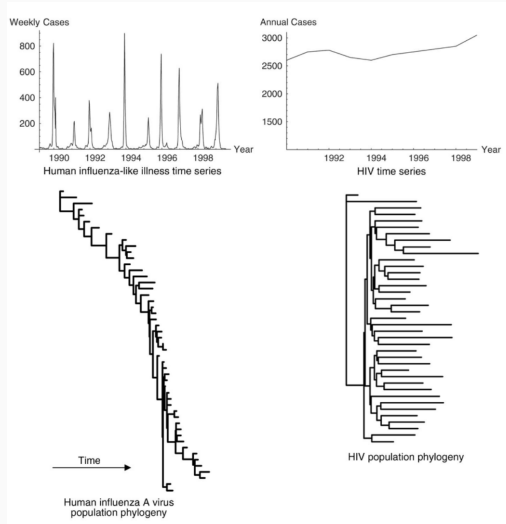 Weekly Cases
800
600
400
200
1990 1992 1994 1996 1998
Year
Human influenza-like illness time series
Annual Cases
3000
2500
2000
1500
1992 1994 1996 1998
Year
HIV time series
Time
Human influenza A virus
population phylogeny
HIV population phylogeny